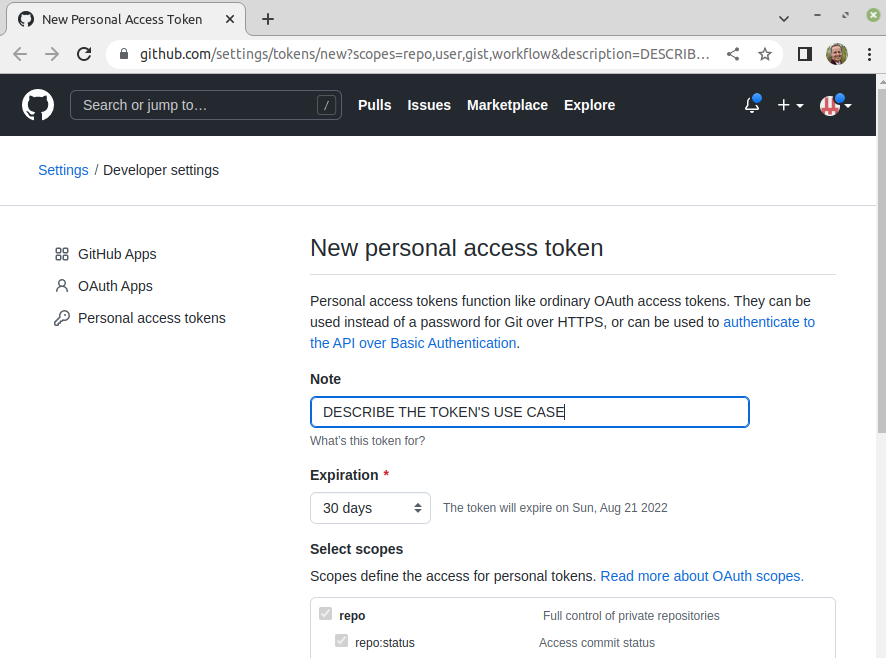 New Personal Access Token
github.com/settings/tokens/new?scopes=repo,user,gist,workflow&description=DESCRIB…
Search or jump to…
/
Pulls
Issues
Marketplace
Explore
Settings / Developer settings
GitHub Apps
OAuth Apps
Personal access tokens
New personal access token
Personal access tokens function like ordinary OAuth access tokens. They can be
used instead of a password for Git over HTTPS, or can be used to authenticate to
the API over Basic Authentication.
Note
DESCRIBE THE TOKEN'S USE CASE
What's this token for?
Expiration *
30 days
The token will expire on Sun, Aug 21 2022
Select scopes
Scopes define the access for personal tokens. Read more about OAuth scopes.
repo
Full control of private repositories
repo:status
Access commit status